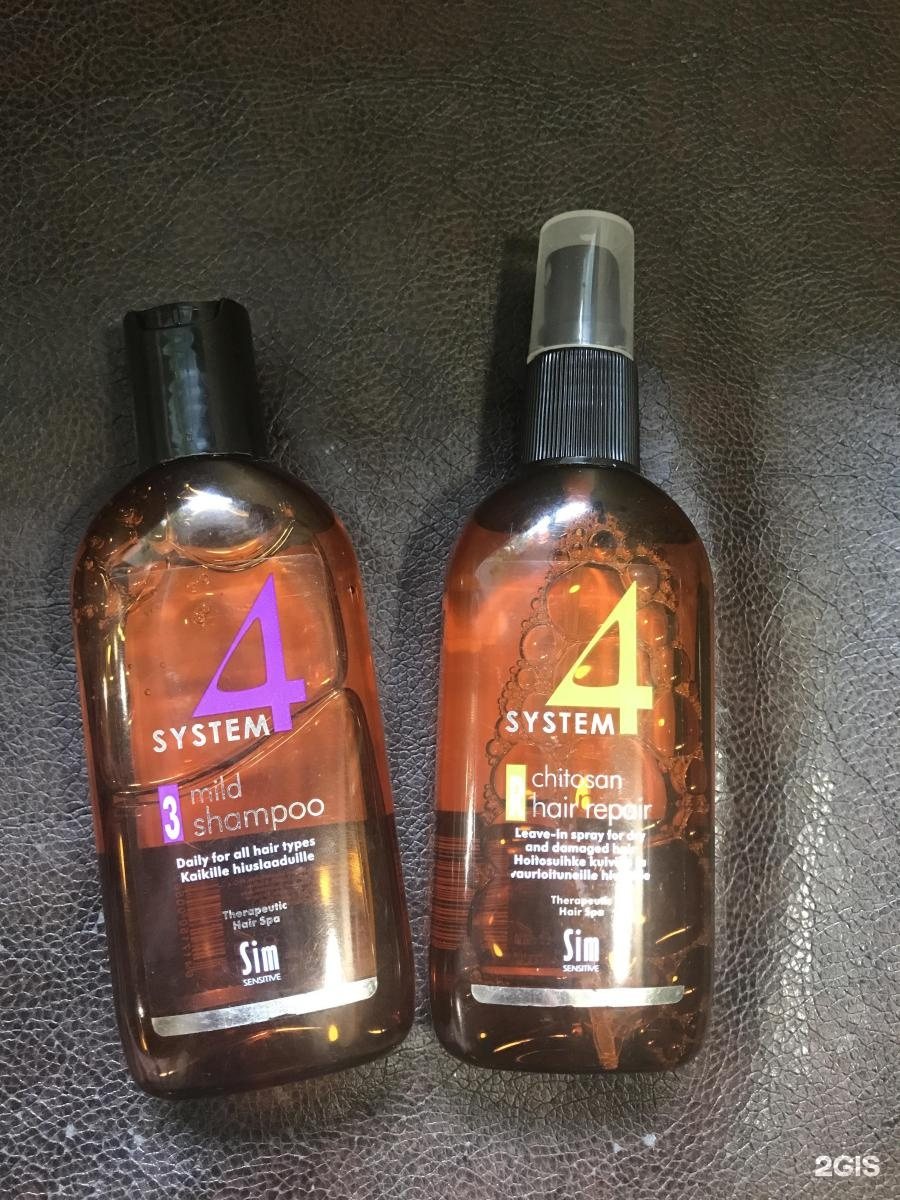 4
SYSTEM
3 mild
shampoo
Daily for all hair types
Kaikille hiuslaaduille
Therapeutic
Hair Spa
Sim
SENSITIVE
4
SYSTEM
chitosan
hair repair
Leave-in spray for dry
and damaged hair
Hoitosuihke
Therapeutic
Hair Spa
Sim
SENSITIVE
2GIS